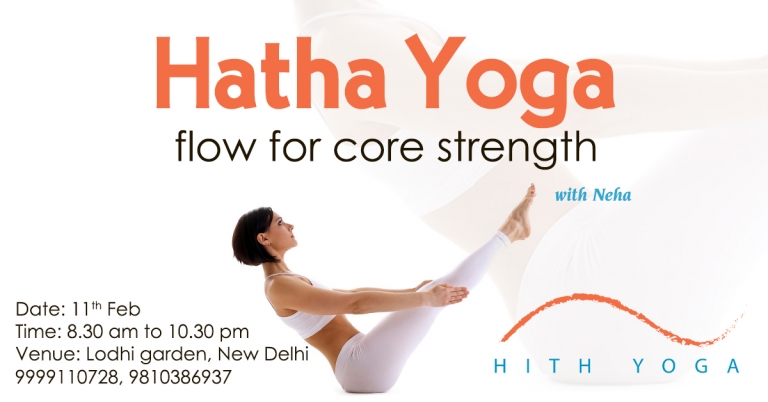 Hatha Yoga
flow for core strength
with Neha
Date: 11th Feb
Time: 8.30 am to 10.30 pm
Venue: Lodhi garden, New Delhi
9999110728, 9810386937
HITH YOGA